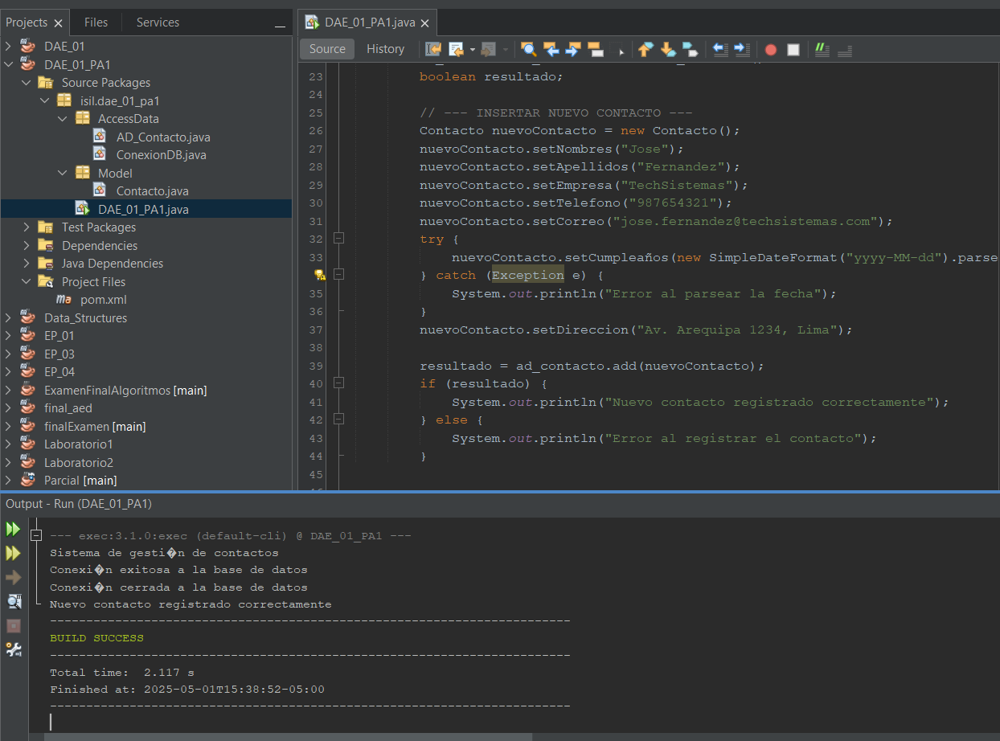 Projects
Files
Services
DAE_01
DAE_01_PA1
Source Packages
isil.dae_01_pa1
AccessData
AD_Contacto.java
ConexionDB.java
Model
Contacto.java
DAE_01_PA1.java
Test Packages
Dependencies
Java Dependencies
Project Files
pom.xml
Data_Structures
EP_01
EP_03
EP_04
ExamenFinalAlgoritmos [main]
final_aed
finalExamen [main]
Laboratorio1
Laboratorio2
Parcial [main]
DAE_01_PA1.java
Source
History
23 boolean resultado;
24
25 // --- INSERTAR NUEVO CONTACTO ---
26 Contacto nuevoContacto = new Contacto();
27 nuevoContacto.setNombres("Jose");
28 nuevoContacto.setApellidos("Fernandez");
29 nuevoContacto.setEmpresa("TechSistemas");
30 nuevoContacto.setTelefono("987654321");
31 nuevoContacto.setCorreo("jose.fernandez@techsistemas.com");
32 try {
33 nuevoContacto.setCumpleaños(new SimpleDateFormat("yyyy-MM-dd").parse
} catch (Exception e) {
35 System.out.println("Error al parsear la fecha");
36 }
37 nuevoContacto.setDireccion("Av. Arequipa 1234, Lima");
38
39 resultado = ad_contacto.add(nuevoContacto);
40 if (resultado) {
41 System.out.println("Nuevo contacto registrado correctamente");
42 } else {
43 System.out.println("Error al registrar el contacto");
44 }
45
Output - Run (DAE_01_PA1)
--- exec:3.1.0:exec (default-cli) @ DAE_01_PA1 ---
Sistema de gesti�n de contactos
Conexi�n exitosa a la base de datos
Conexi�n cerrada a la base de datos
Nuevo contacto registrado correctamente
------------------------------------------------------------------------
BUILD SUCCESS
------------------------------------------------------------------------
Total time:  2.117 s
Finished at: 2025-05-01T15:38:52-05:00
------------------------------------------------------------------------